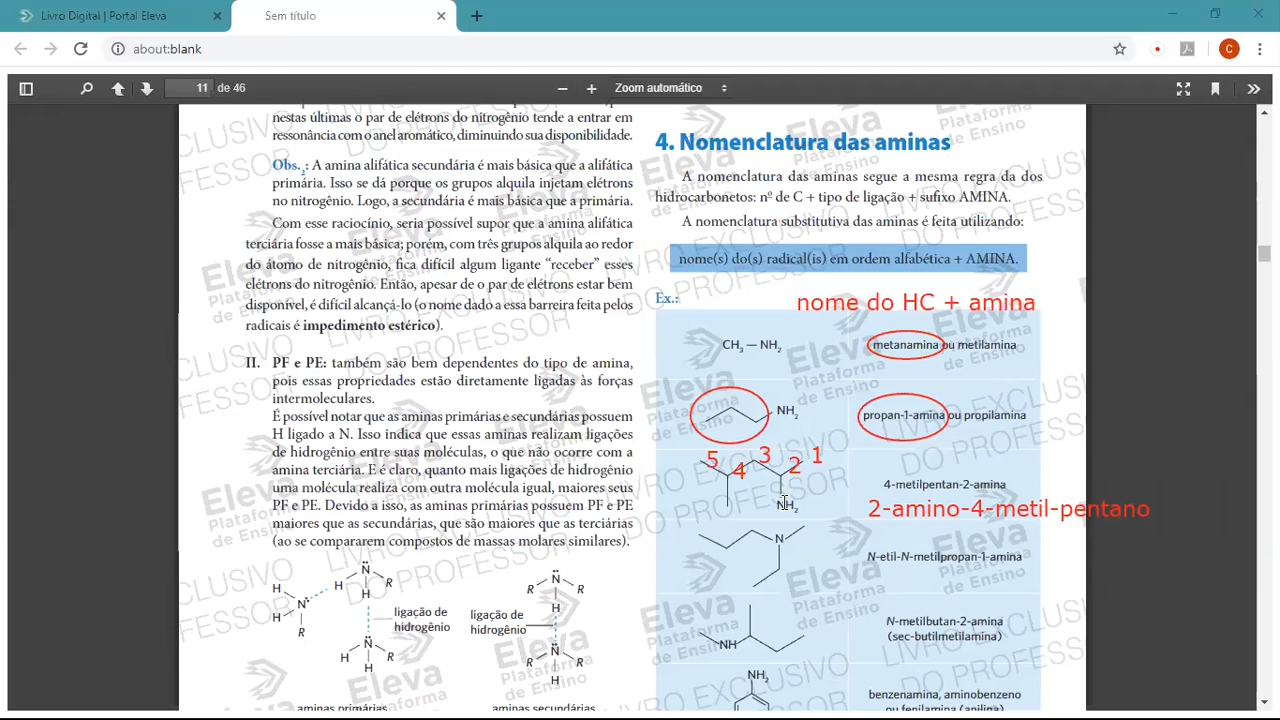 Livro Digital | Portal Eleva
Sem título
about:blank
C
11 de 46
Zoom automático
nestas últimas o par de elétrons do nitrogênio tende a entrar em
ressonância com o anel aromático, diminuindo sua disponibilidade.
Obs.2: A amina alifática secundária é mais básica que a alifática
primária. Isso se dá porque os grupos alquila injetam elétrons
no nitrogênio. Logo, a secundária é mais básica que a primária.
Com esse raciocínio, seria possível supor que a amina alifática
terciária fosse a mais básica; porém, com três grupos alquila ao redor
do átomo de nitrogênio, fica difícil algum ligante “receber” esses
elétrons do nitrogênio. Então, apesar de o par de elétrons estar bem
disponível, é difícil alcançá-lo (o nome dado a essa barreira feita pelos
radicais é impedimento estérico).
II. PF e PE: também são bem dependentes do tipo de amina,
pois essas propriedades estão diretamente ligadas às forças
intermoleculares.
É possível notar que as aminas primárias e secundárias possuem
H ligado a N. Isso indica que essas aminas realizam ligações
de hidrogênio entre suas moléculas, o que não ocorre com a
amina terciária. E é claro, quanto mais ligações de hidrogênio
uma molécula realiza com outra molécula igual, maiores seus
PF e PE. Devido a isso, as aminas primárias possuem PF e PE
maiores que as secundárias, que são maiores que as terciárias
(ao se compararem compostos de massas molares similares).
H H N R H R
H N H N R
ligação de
hidrogênio
H N R H
aminas primárias
R N R
H
ligação de
hidrogênio
R N R
H
aminas secundárias
4. Nomenclatura das aminas
A nomenclatura das aminas segue a mesma regra da dos
hidrocarbonetos: nº de C + tipo de ligação + sufixo AMINA.
A nomenclatura substitutiva das aminas é feita utilizando:
nome(s) do(s) radical(is) em ordem alfabética + AMINA.
Ex.:
nome do HC + amina
CH3 — NH2
metanamina ou metilamina
NH2
propan-1-amina ou propilamina
5 4 3 2 1
NH2
4-metilpentan-2-amina
2-amino-4-metil-pentano
N
N-etil-N-metilpropan-1-amina
NH
N-metilbutan-2-amina
(sec-butilmetilamina)
NH2
benzenamina, aminobenzeno
ou fenilamina (anilina)
LIVRO EXCLUSIVO
DO PROFESSOR
Eleva
Plataforma
de Ensino